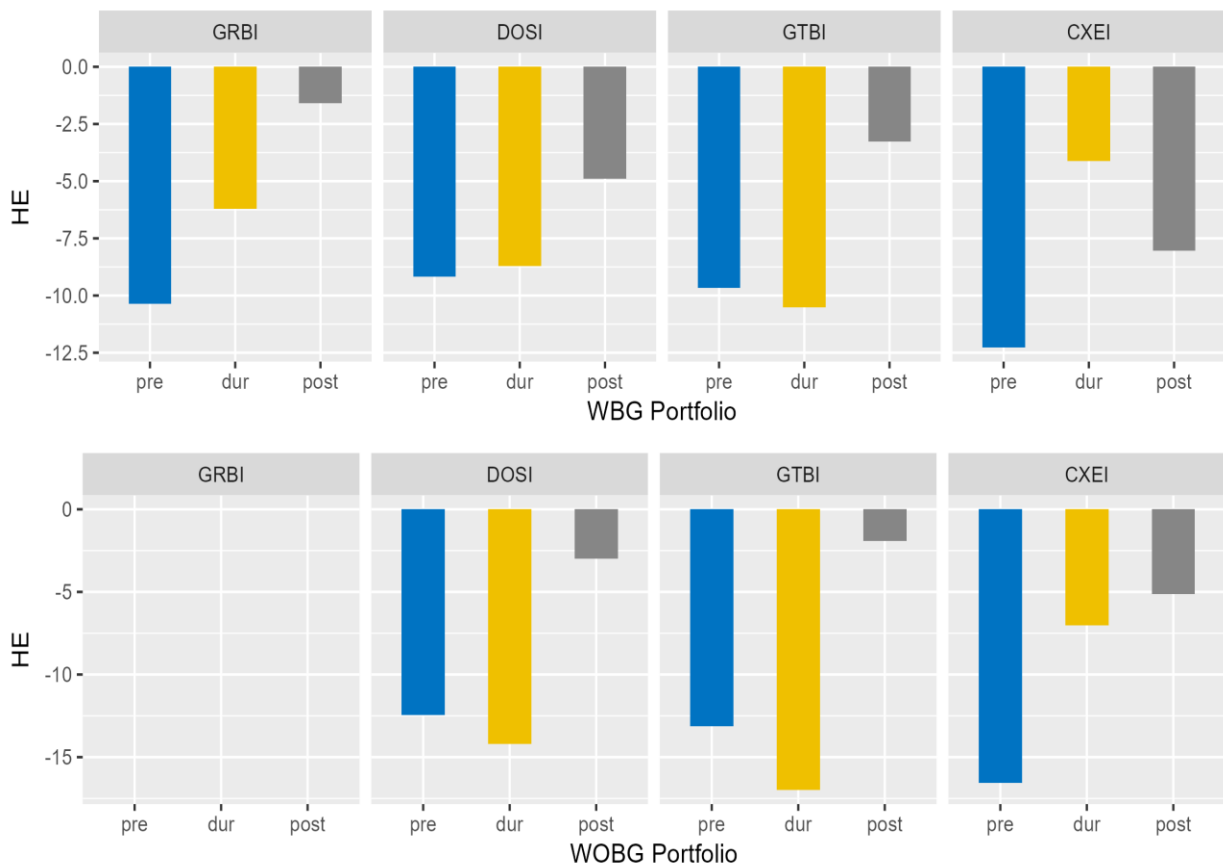 GRBI DOSI GTBI CXEI
0.0
-2.5
-5.0
-7.5
-10.0
-12.5
HE
pre dur post pre dur post pre dur post pre dur post
WBG Portfolio
GRBI DOSI GTBI CXEI
0
-5
-10
-15
HE
pre dur post pre dur post pre dur post pre dur post
WOBG Portfolio